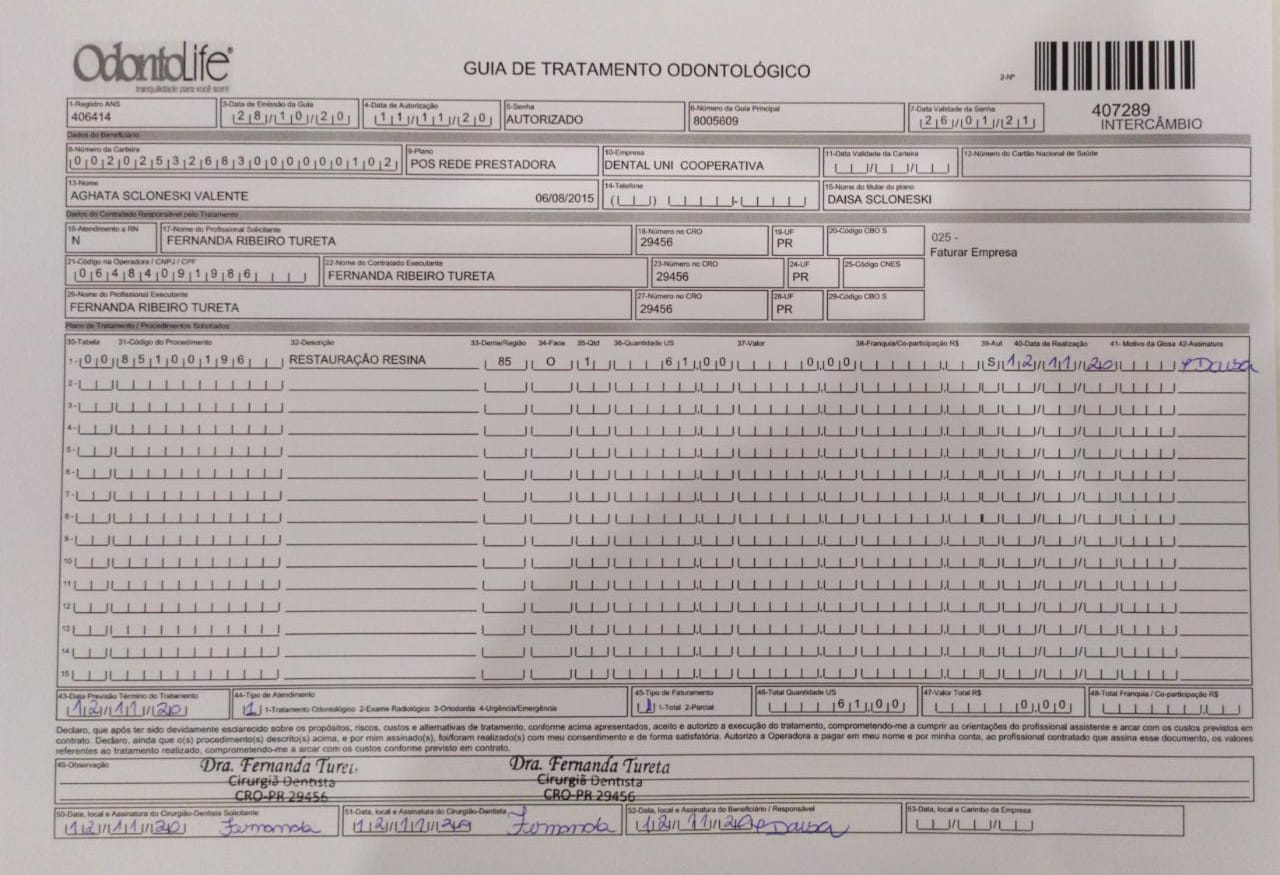 OdontoLife®
tranquilidade para você sorrir
GUIA DE TRATAMENTO ODONTOLÓGICO
2-Nº
407289
INTERCÂMBIO
1-Registro ANS 3-Data de Emissão da Guia 4-Data de Autorização 5-Senha 6-Número da Guia Principal 7-Data Validade da Senha
406414 28/10/20 11/11/20 AUTORIZADO 8005609 26/01/21
Dados do Beneficiário
8-Número da Carteira 9-Plano 10-Empresa 11-Data Validade da Carteira 12-Número do Cartão Nacional de Saúde
00202532683000000102 POS REDE PRESTADORA DENTAL UNI COOPERATIVA
13-Nome 14-Telefone 15-Nome do titular do plano
AGHATA SCLONESKI VALENTE 06/08/2015 DAISA SCLONESKI
Dados do Contratado Responsável pelo Tratamento
16-Atendimento a RN 17-Nome do Profissional Solicitante 18-Número no CRO 19-UF 20-Código CBO S
N FERNANDA RIBEIRO TURETA 29456 PR
025 -
Faturar Empresa
21-Código na Operadora / CNPJ / CPF 22-Nome do Contratado Executante 23-Número no CRO 24-UF 25-Código CNES
06484091986 FERNANDA RIBEIRO TURETA 29456 PR
26-Nome do Profissional Executante 27-Número no CRO 28-UF 29-Código CBO S
FERNANDA RIBEIRO TURETA 29456 PR
Plano de Tratamento / Procedimentos Solicitados
30-Tabela 31-Código do Procedimento 32-Descrição 33-Dente/Região 34-Face 35-Qtd 36-Quantidade US 37-Valor 38-Franquia/Co-participação R$ 39-Aut 40-Data de Realização 41- Motivo da Glosa 42-Assinatura
1- 00 85100196 RESTAURAÇÃO RESINA 85 O 1 61,00 0,00 S 12/11/20 Daisa
2-
3-
4-
5-
6-
7-
8-
9-
10
11
12
13
14
15
43-Data Previsão Término do Tratamento 44-Tipo de Atendimento 45-Tipo de Faturamento 46-Total Quantidade US 47-Valor Total R$ 48-Total Franquia / Co-participação R$
12/11/20 1 1-Tratamento Odontológico 2-Exame Radiológico 3-Ortodontia 4-Urgência/Emergência 1 1-Total 2-Parcial 61,00 0,00
Declaro, que após ter sido devidamente esclarecido sobre os propósitos, riscos, custos e alternativas de tratamento, conforme acima apresentados, aceito e autorizo a execução do tratamento, comprometendo-me a cumprir as orientações do profissional assistente e arcar com os custos previstos em
contrato. Declaro, ainda que o(s) procedimento(s) descrito(s) acima, e por mim assinado(s), foi/foram realizado(s) com meu consentimento e de forma satisfatória. Autorizo a Operadora a pagar em meu nome e por minha conta, ao profissional contratado que assina esse documento, os valores
referentes ao tratamento realizado, comprometendo-me a arcar com os custos conforme previsto em contrato.
49-Observação
Dra. Fernanda Turet Dra. Fernanda Tureta
Cirurgiã Dentista Cirurgiã Dentista
CRO-PR 29456 CRO-PR 29456
50-Data, local e Assinatura do Cirurgião-Dentista Solicitante 51-Data, local e Assinatura do Cirurgião-Dentista 52-Data, local e Assinatura do Beneficiário / Responsável 53-Data, local e Carimbo da Empresa
12/11/20 Fernanda 12/11/20 Fernanda 12/11/20 Daisa